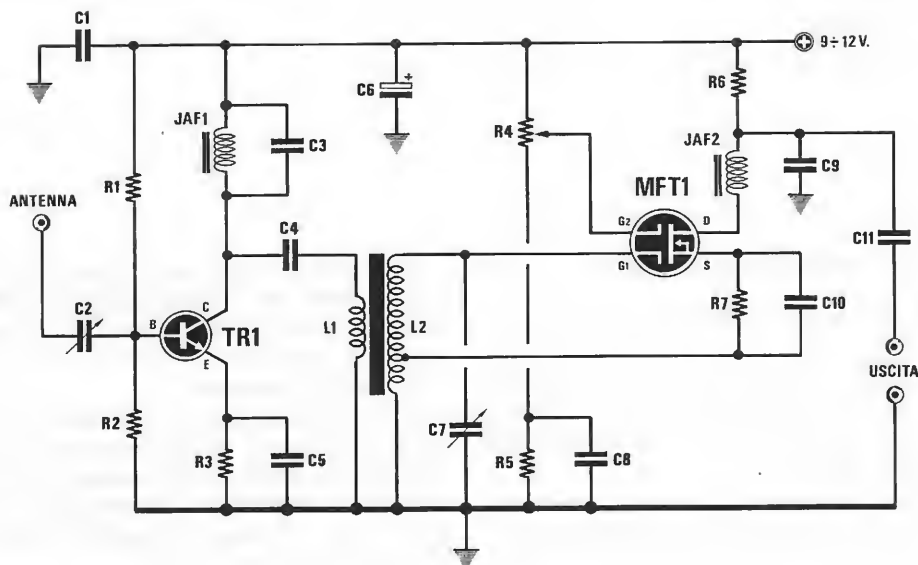 C1
9÷12 V.
+
C6
R6
JAF1
C3
R4
JAF2
C9
R1
MFT1
ANTENNA
G2
D
C11
C4
G1
S
C2
C
R7
C10
B
TR1
L1
L2
E
USCITA
R2
C7
R3
C5
R5
C8